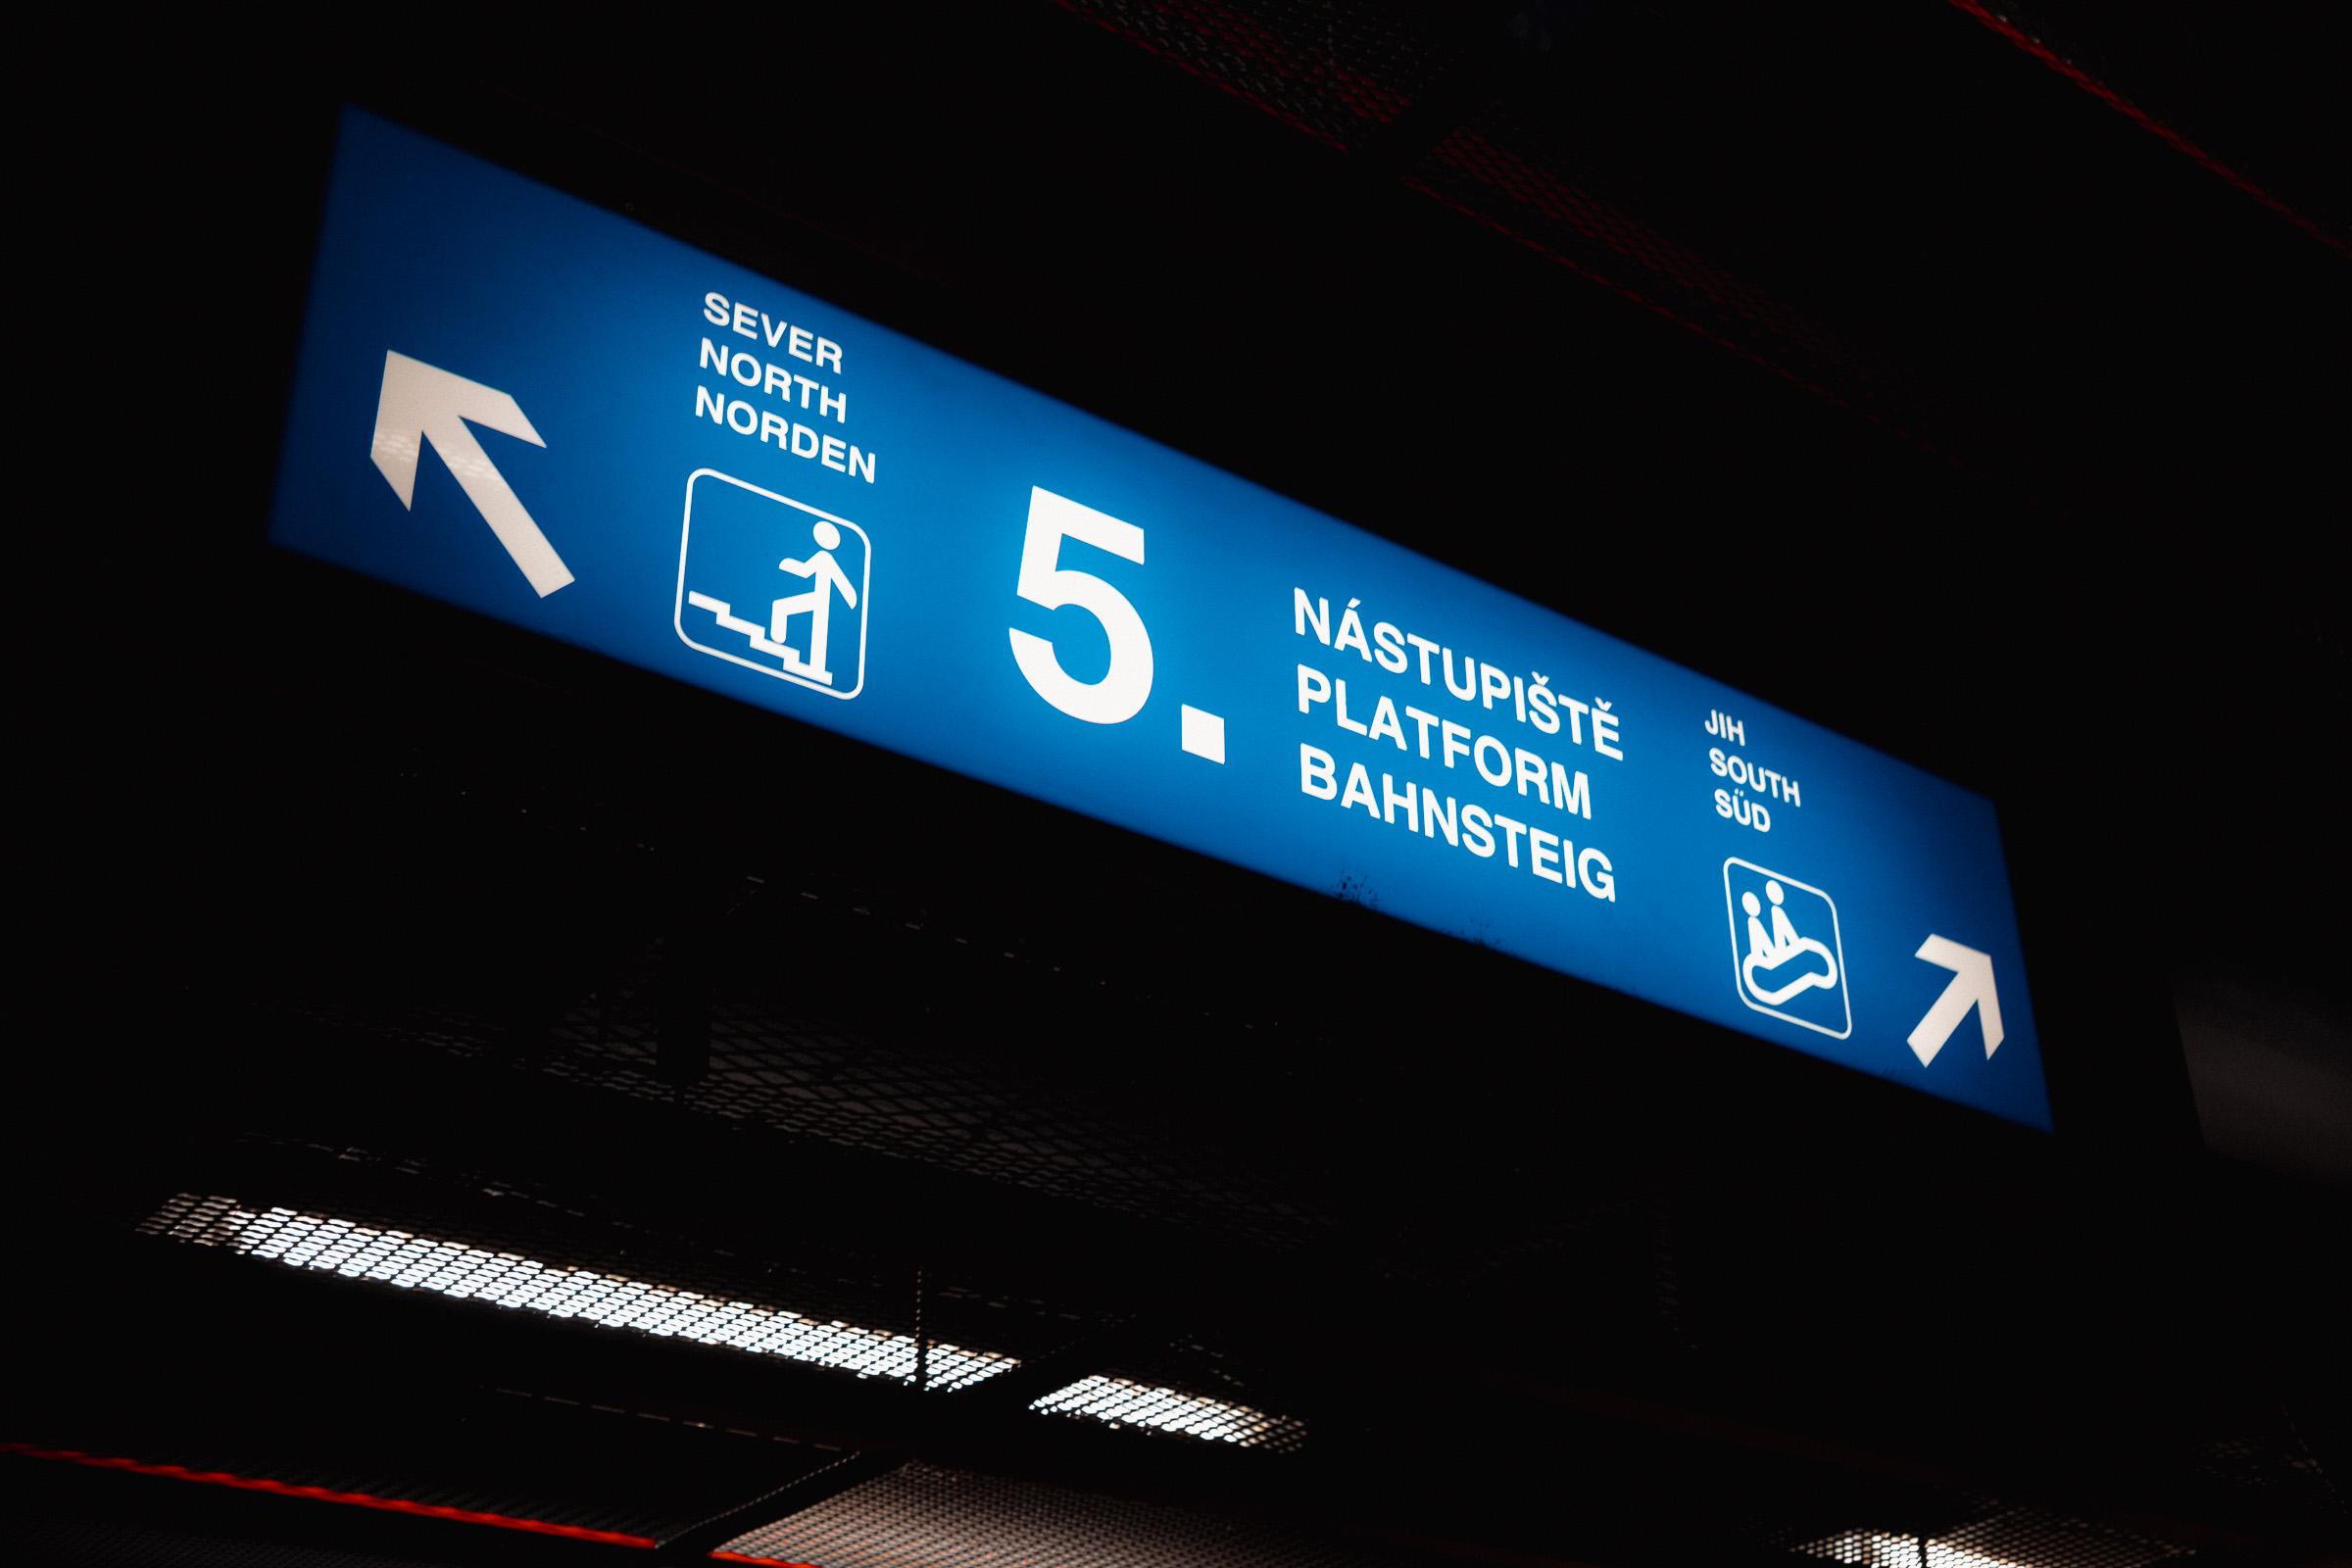 SEVER
NORTH
NORDEN
5.
NÁSTUPIŠTĚ
PLATFORM
BAHNSTEIG
JIH
SOUTH
SÜD